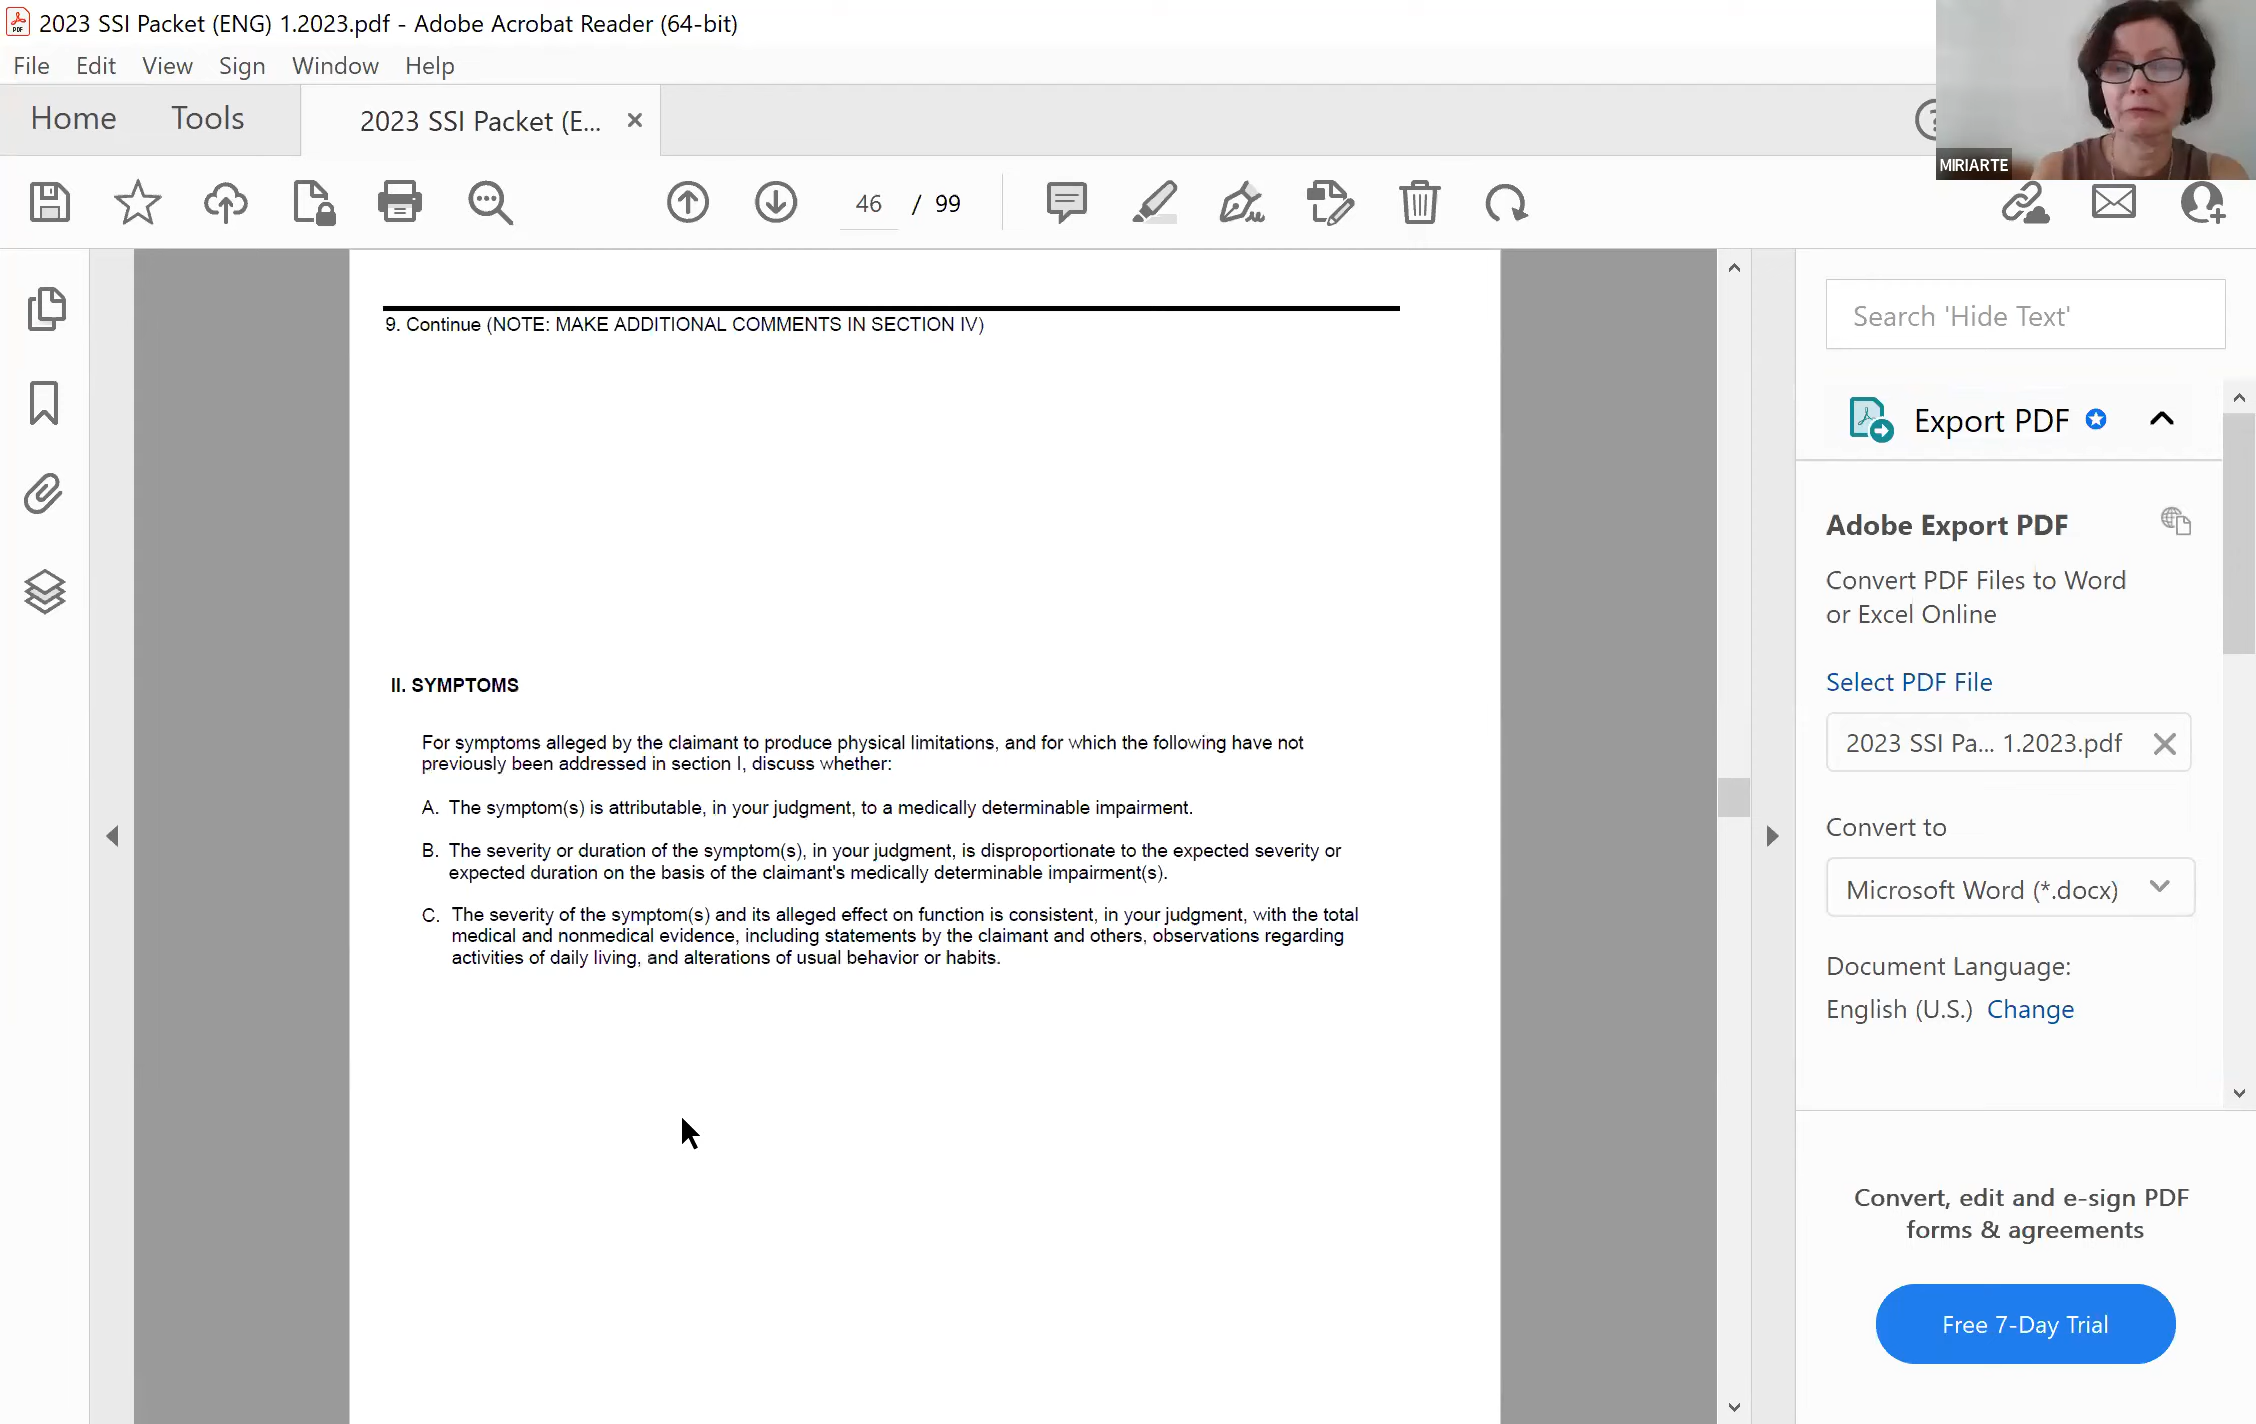 2023 SSI Packet (ENG) 1.2023.pdf - Adobe Acrobat Reader (64-bit)
File Edit View Sign Window Help
Home Tools 2023 SSI Packet (E...
MIRIARTE
46 / 99
9. Continue (NOTE: MAKE ADDITIONAL COMMENTS IN SECTION IV)
II. SYMPTOMS
For symptoms alleged by the claimant to produce physical limitations, and for which the following have not
previously been addressed in section I, discuss whether:
A. The symptom(s) is attributable, in your judgment, to a medically determinable impairment.
B. The severity or duration of the symptom(s), in your judgment, is disproportionate to the expected severity or
expected duration on the basis of the claimant's medically determinable impairment(s).
C. The severity of the symptom(s) and its alleged effect on function is consistent, in your judgment, with the total
medical and nonmedical evidence, including statements by the claimant and others, observations regarding
activities of daily living, and alterations of usual behavior or habits.
Search 'Hide Text'
Export PDF
Adobe Export PDF
Convert PDF Files to Word
or Excel Online
Select PDF File
2023 SSI Pa... 1.2023.pdf
Convert to
Microsoft Word (*.docx)
Document Language:
English (U.S.) Change
Convert, edit and e-sign PDF
forms & agreements
Free 7-Day Trial